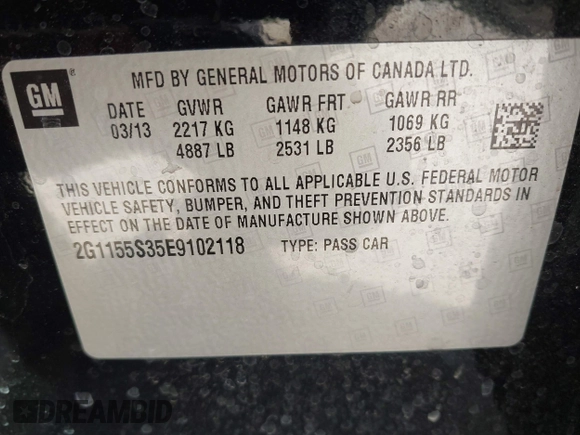 GM
MFD BY GENERAL MOTORS OF CANADA LTD.
DATE GVWR GAWR FRT GAWR RR
03/13 2217 KG 1148 KG 1069 KG
4887 LB 2531 LB 2356 LB
THIS VEHICLE CONFORMS TO ALL APPLICABLE U.S. FEDERAL MOTOR
VEHICLE SAFETY, BUMPER, AND THEFT PREVENTION STANDARDS IN
EFFECT ON THE DATE OF MANUFACTURE SHOWN ABOVE.
2G1155S35E9102118 TYPE: PASS CAR
DREAMBID